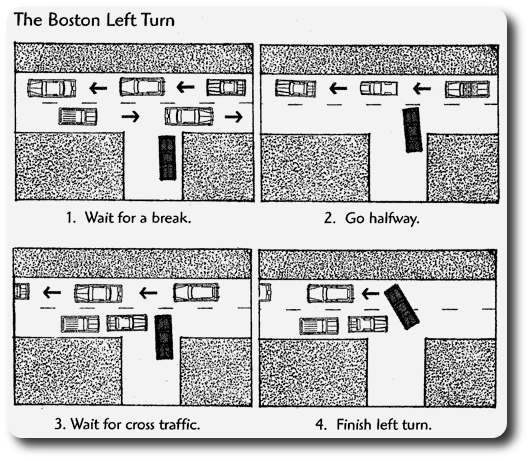 The Boston Left Turn
1. Wait for a break.
2. Go halfway.
3. Wait for cross traffic.
4. Finish left turn.